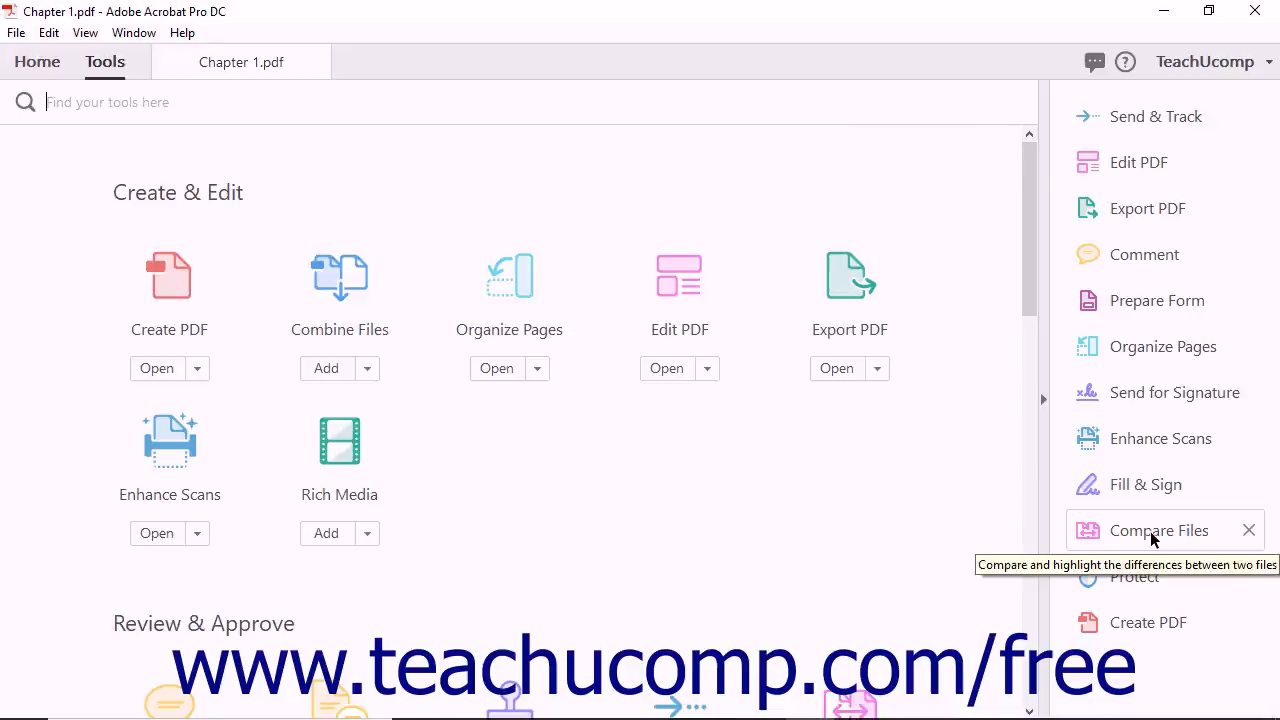 Chapter 1.pdf - Adobe Acrobat Pro DC
File Edit View Window Help
Home Tools Chapter 1.pdf TeachUcomp
Find your tools here
Create & Edit
Create PDF Combine Files Organize Pages Edit PDF Export PDF
Open Add Open Open Open
Enhance Scans Rich Media
Open Add
Review & Approve
Send & Track
Edit PDF
Export PDF
Comment
Prepare Form
Organize Pages
Send for Signature
Enhance Scans
Fill & Sign
Compare Files
Compare and highlight the differences between two files
Protect
Create PDF
www.teachucomp.com/free